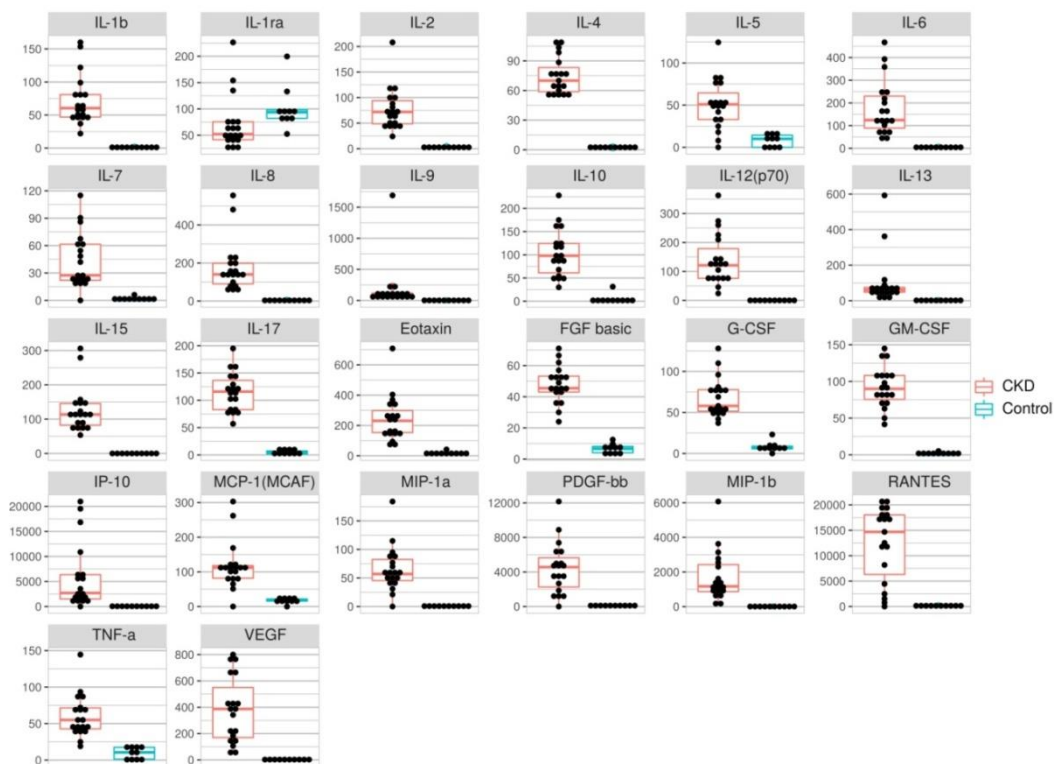 IL-1b IL-1ra IL-2 IL-4 IL-5 IL-6
150 100 50 0
200 150 100 50
200 150 100 50 0
90 60 30 0
100 50 0
400 300 200 100 0
IL-7 IL-8 IL-9 IL-10 IL-12(p70) IL-13
120 90 60 30 0
400 200 0
1500 1000 500 0
200 150 100 50 0
300 200 100 0
600 400 200 0
IL-15 IL-17 Eotaxin FGF basic G-CSF GM-CSF
300 200 100 0
200 150 100 50 0
600 400 200 0
60 40 20 0
100 50 0
150 100 50 0
CKD
Control
IP-10 MCP-1(MCAF) MIP-1a PDGF-bb MIP-1b RANTES
20000 15000 10000 5000 0
300 200 100 0
150 100 50 0
12000 8000 4000 0
6000 4000 2000 0
20000 15000 10000 5000 0
TNF-a VEGF
150 100 50 0
800 600 400 200 0